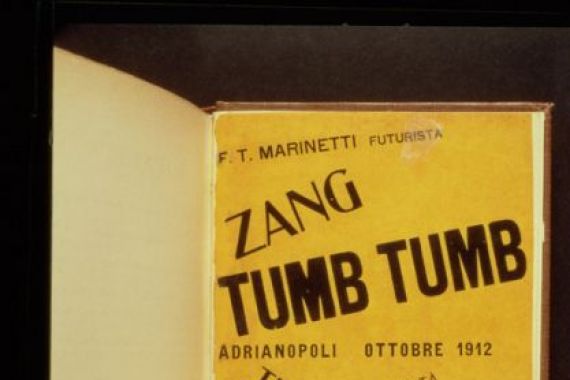 F. T. MARINETTI FUTURISTA
ZANG
TUMB TUMB
ADRIANOPOLI OTTOBRE 1912